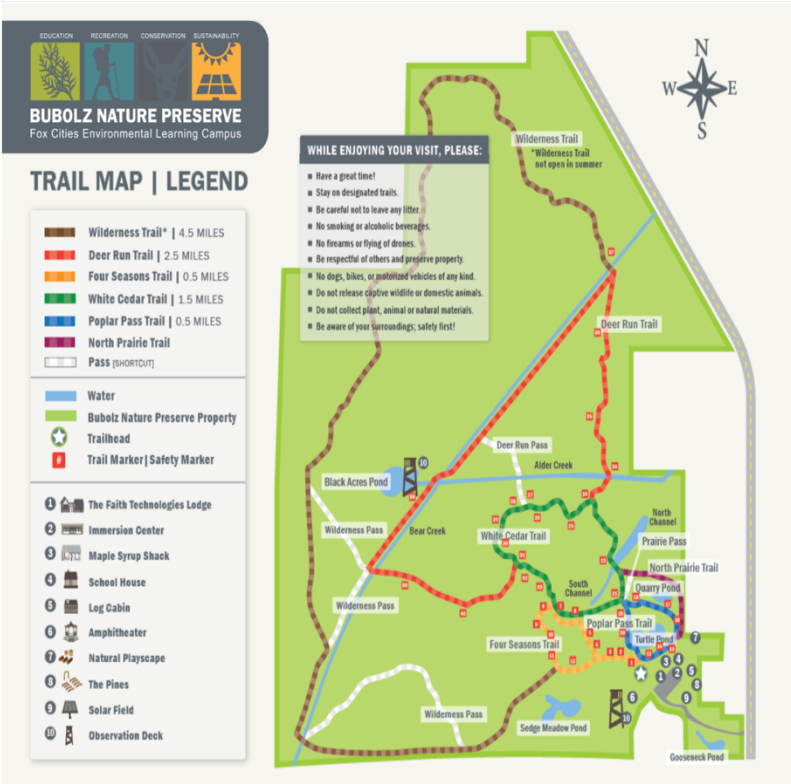 EDUCATION RECREATION CONSERVATION SUSTAINABILITY
BUBOLZ NATURE PRESERVE
Fox Cities Environmental Learning Campus
TRAIL MAP | LEGEND
Wilderness Trail* | 4.5 MILES
Deer Run Trail | 2.5 MILES
Four Seasons Trail | 0.5 MILES
White Cedar Trail | 1.5 MILES
Poplar Pass Trail | 0.5 MILES
North Prairie Trail
Pass [SHORTCUT]
Water
Bubolz Nature Preserve Property
Trailhead
# Trail Marker|Safety Marker
1 The Faith Technologies Lodge
2 Immersion Center
3 Maple Syrup Shack
4 School House
5 Log Cabin
6 Amphitheater
7 Natural Playscape
8 The Pines
9 Solar Field
10 Observation Deck
WHILE ENJOYING YOUR VISIT, PLEASE:
■ Have a great time!
■ Stay on designated trails.
■ Be careful not to leave any litter.
■ No smoking or alcoholic beverages.
■ No firearms or flying of drones.
■ Be respectful of others and preserve property.
■ No dogs, bikes, or motorized vehicles of any kind.
■ Do not release captive wildlife or domestic animals.
■ Do not collect plant, animal or natural materials.
■ Be aware of your surroundings; safety first!
N
W E
S
Wilderness Trail
*Wilderness Trail
not open in summer
Deer Run Trail
Deer Run Pass
Alder Creek
10
Black Acres Pond
Bear Creek
Wilderness Pass
White Cedar Trail
North
Channel
Prairie Pass
North Prairie Trail
South
Channel
Quarry Pond
Wilderness Pass
Poplar Pass Trail
Turtle Pond
7
Four Seasons Trail
3 4
1 2 5
8
6 9
10
Wilderness Pass
Sedge Meadow Pond
Gooseneck Pond